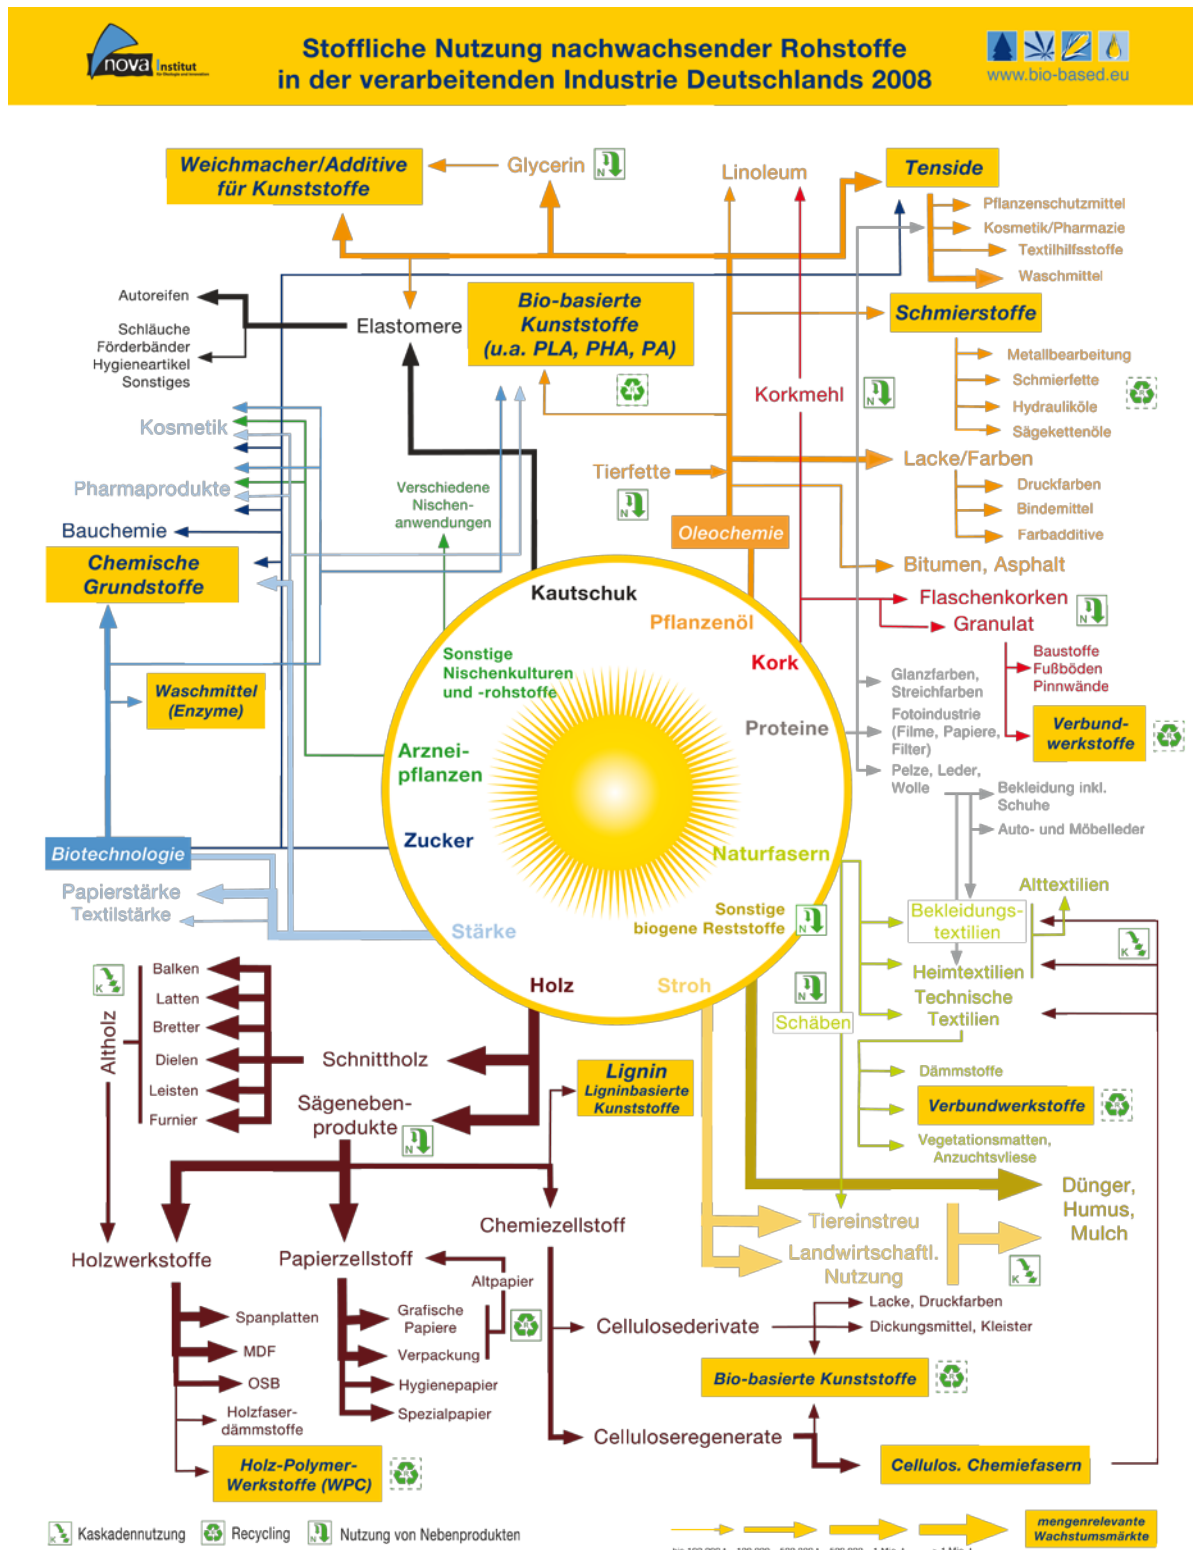 nova Institut
für Ökologie und Innovation
Stoffliche Nutzung nachwachsender Rohstoffe
in der verarbeitenden Industrie Deutschlands 2008
www.bio-based.eu
Weichmacher/Additive
für Kunststoffe
Glycerin
N
Linoleum
Tenside
Pflanzenschutzmittel
Kosmetik/Pharmazie
Textilhilfsstoffe
Waschmittel
Autoreifen
Schläuche
Förderbänder
Hygieneartikel
Sonstiges
Elastomere
Bio-basierte
Kunststoffe
(u.a. PLA, PHA, PA)
Schmierstoffe
Metallbearbeitung
Schmierfette
Hydrauliköle
Sägekettenöle
Korkmehl
N
Kosmetik
Pharmaprodukte
Bauchemie
Chemische
Grundstoffe
Verschiedene
Nischen-
anwendungen
Tierfette
N
Lacke/Farben
Druckfarben
Bindemittel
Farbadditive
Oleochemie
Bitumen, Asphalt
Kautschuk
Pflanzenöl
Kork
Flaschenkorken
Granulat
N
Baustoffe
Fußböden
Pinnwände
Verbund-
werkstoffe
Sonstige
Nischenkulturen
und -rohstoffe
Waschmittel
(Enzyme)
Glanzfarben,
Streichfarben
Proteine
Fotoindustrie
(Filme, Papiere,
Filter)
Pelze, Leder,
Wolle
Bekleidung inkl.
Schuhe
Auto- und Möbelleder
Arznei-
pflanzen
Zucker
Naturfasern
Biotechnologie
Papierstärke
Textilstärke
Stärke
Sonstige
biogene Reststoffe
N
Alttextilien
Bekleidungs-
textilien
K
Heimtextilien
Technische
Textilien
Holz
Stroh
N
Schäben
K
Altholz
Balken
Latten
Bretter
Dielen
Leisten
Furnier
Schnittholz
Sägeneben-
produkte
N
Lignin
Ligninbasierte
Kunststoffe
Dämmstoffe
Verbundwerkstoffe
Vegetationsmatten,
Anzuchtsvliese
Dünger,
Humus,
Mulch
Tiereinstreu
Landwirtschaftl.
Nutzung
K
Holzwerkstoffe
Papierzellstoff
Chemiezellstoff
Altpapier
Spanplatten
MDF
OSB
Holzfaser-
dämmstoffe
Holz-Polymer-
Werkstoffe (WPC)
Grafische
Papiere
Verpackung
Hygienepapier
Spezialpapier
Cellulosederivate
Lacke, Druckfarben
Dickungsmittel, Kleister
Bio-basierte Kunststoffe
Celluloseregenerate
Cellulos. Chemiefasern
K Kaskadennutzung
Recycling
N Nutzung von Nebenprodukten
mengenrelevante
Wachstumsmärkte